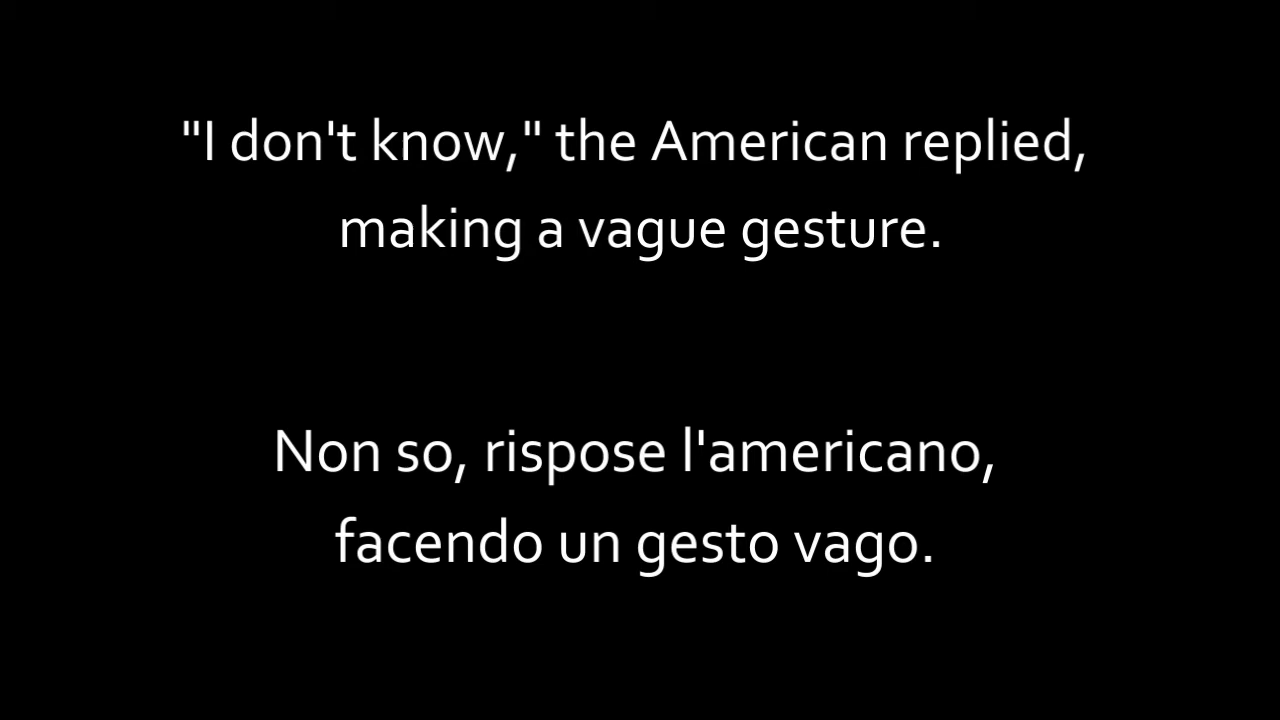 "I don't know," the American replied,
making a vague gesture.
Non so, rispose l'americano,
facendo un gesto vago.